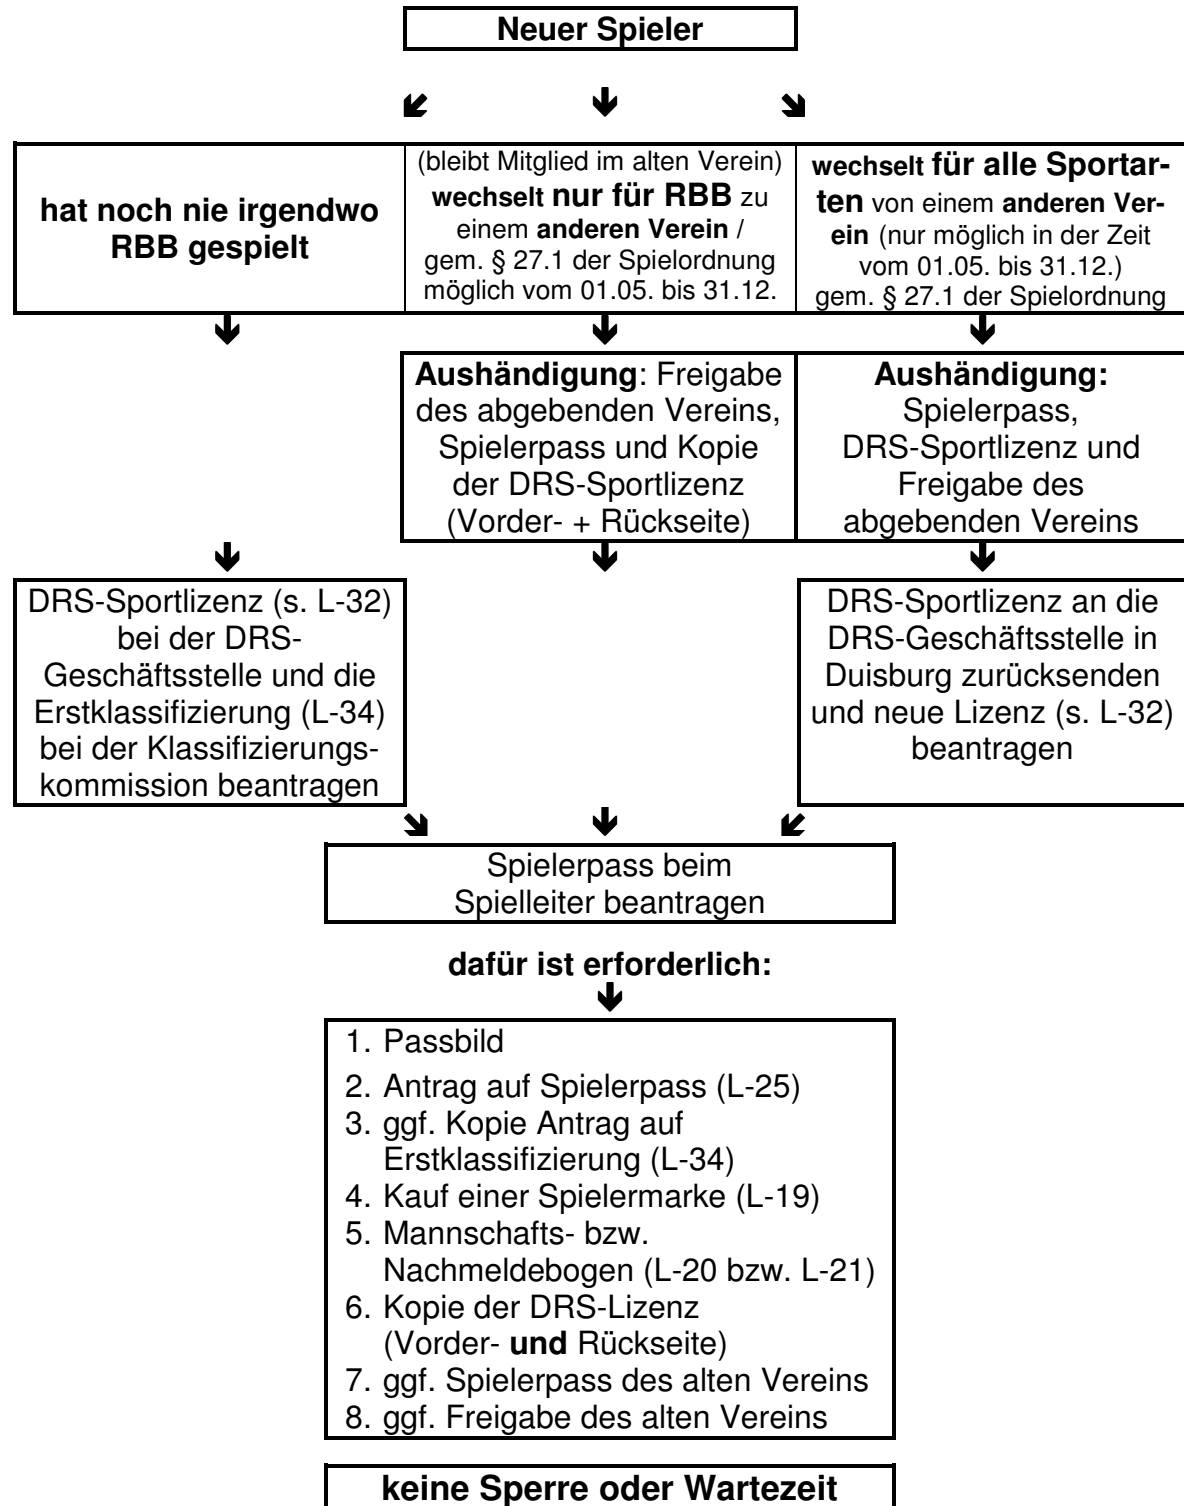 Neuer Spieler
hat noch nie irgendwo
RBB gespielt
(bleibt Mitglied im alten Verein)
wechselt nur für RBB zu
einem anderen Verein /
gem. § 27.1 der Spielordnung
möglich vom 01.05. bis 31.12.
wechselt für alle Sportar-
ten von einem anderen Ver-
ein (nur möglich in der Zeit
vom 01.05. bis 31.12.)
gem. § 27.1 der Spielordnung
Aushändigung: Freigabe
des abgebenden Vereins,
Spielerpass und Kopie
der DRS-Sportlizenz
(Vorder- + Rückseite)
Aushändigung:
Spielerpass,
DRS-Sportlizenz und
Freigabe des
abgebenden Vereins
DRS-Sportlizenz (s. L-32)
bei der DRS-
Geschäftsstelle und die
Erstklassifizierung (L-34)
bei der Klassifizierungs-
kommission beantragen
DRS-Sportlizenz an die
DRS-Geschäftsstelle in
Duisburg zurücksenden
und neue Lizenz (s. L-32)
beantragen
Spielerpass beim
Spielleiter beantragen
dafür ist erforderlich:
1. Passbild
2. Antrag auf Spielerpass (L-25)
3. ggf. Kopie Antrag auf
Erstklassifizierung (L-34)
4. Kauf einer Spielermarke (L-19)
5. Mannschafts- bzw.
Nachmeldebogen (L-20 bzw. L-21)
6. Kopie der DRS-Lizenz
(Vorder- und Rückseite)
7. ggf. Spielerpass des alten Vereins
8. ggf. Freigabe des alten Vereins
keine Sperre oder Wartezeit